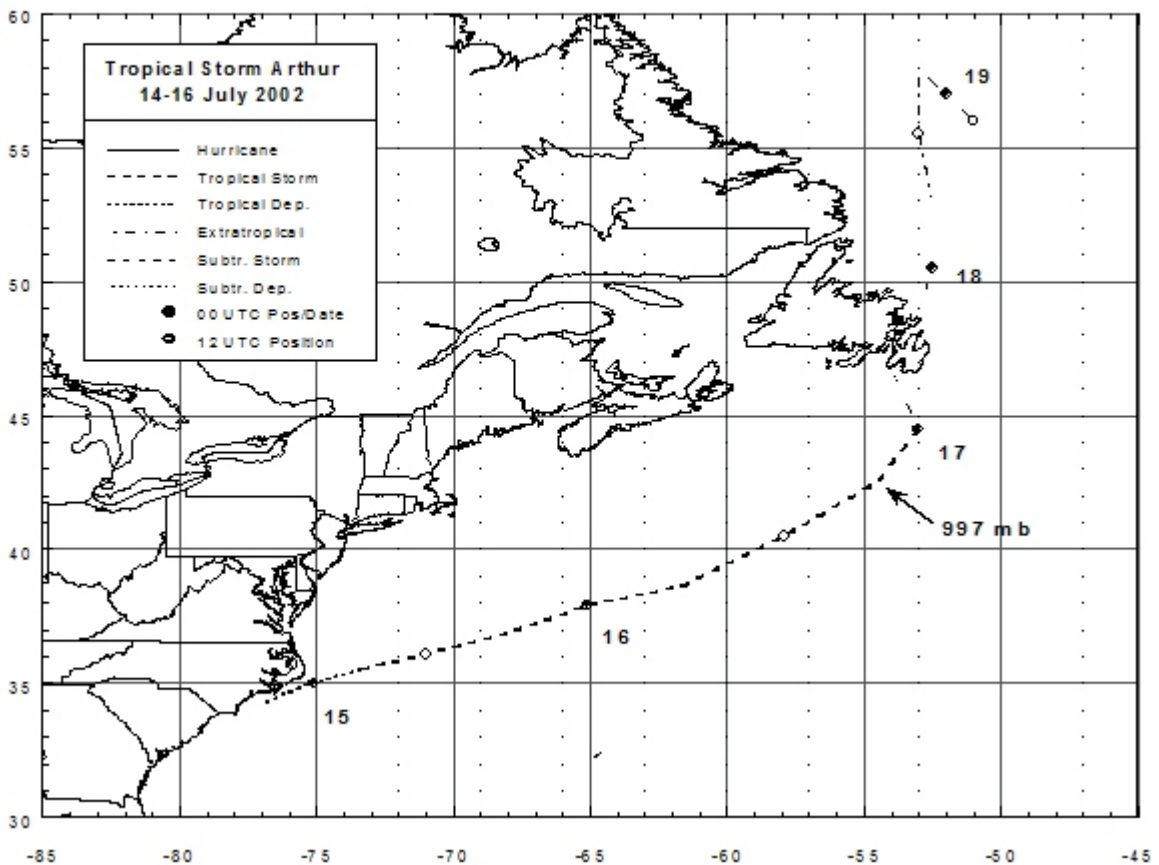 60
55
50
45
40
35
30
Tropical Storm Arthur
14-16 July 2002
Hurricane
Tropical Storm
Tropical Dep.
Extratropical
Subtr. Storm
Subtr. Dep.
00 UTC Pos/Date
12 UTC Position
19
18
17
997 mb
16
15
-85 -80 -75 -70 -65 -60 -55 -50 -45